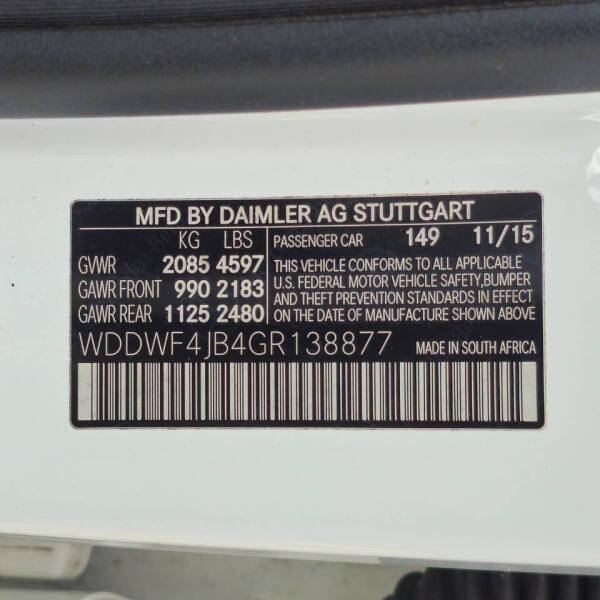 MFD BY DAIMLER AG STUTTGART
KG LBS PASSENGER CAR 149 11/15
GVWR 2085 4597 THIS VEHICLE CONFORMS TO ALL APPLICABLE
U.S. FEDERAL MOTOR VEHICLE SAFETY,BUMPER
GAWR FRONT 990 2183 AND THEFT PREVENTION STANDARDS IN EFFECT
GAWR REAR 1125 2480 ON THE DATE OF MANUFACTURE SHOWN ABOVE
WDDWF4JB4GR138877 MADE IN SOUTH AFRICA